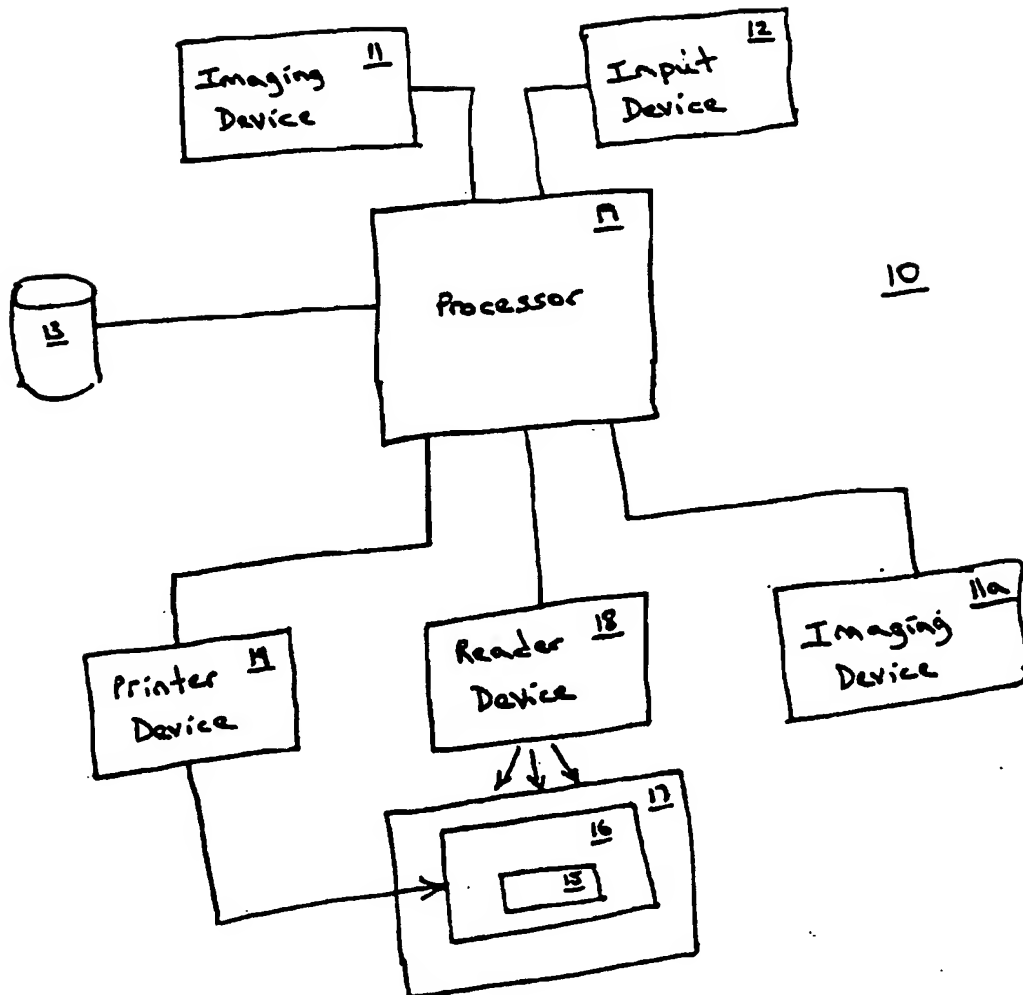 11
Imaging
Device
12
Input
Device
Processor
10
13
14
Printer
Device
18
Reader
Device
11a
Imaging
Device
17
16
15